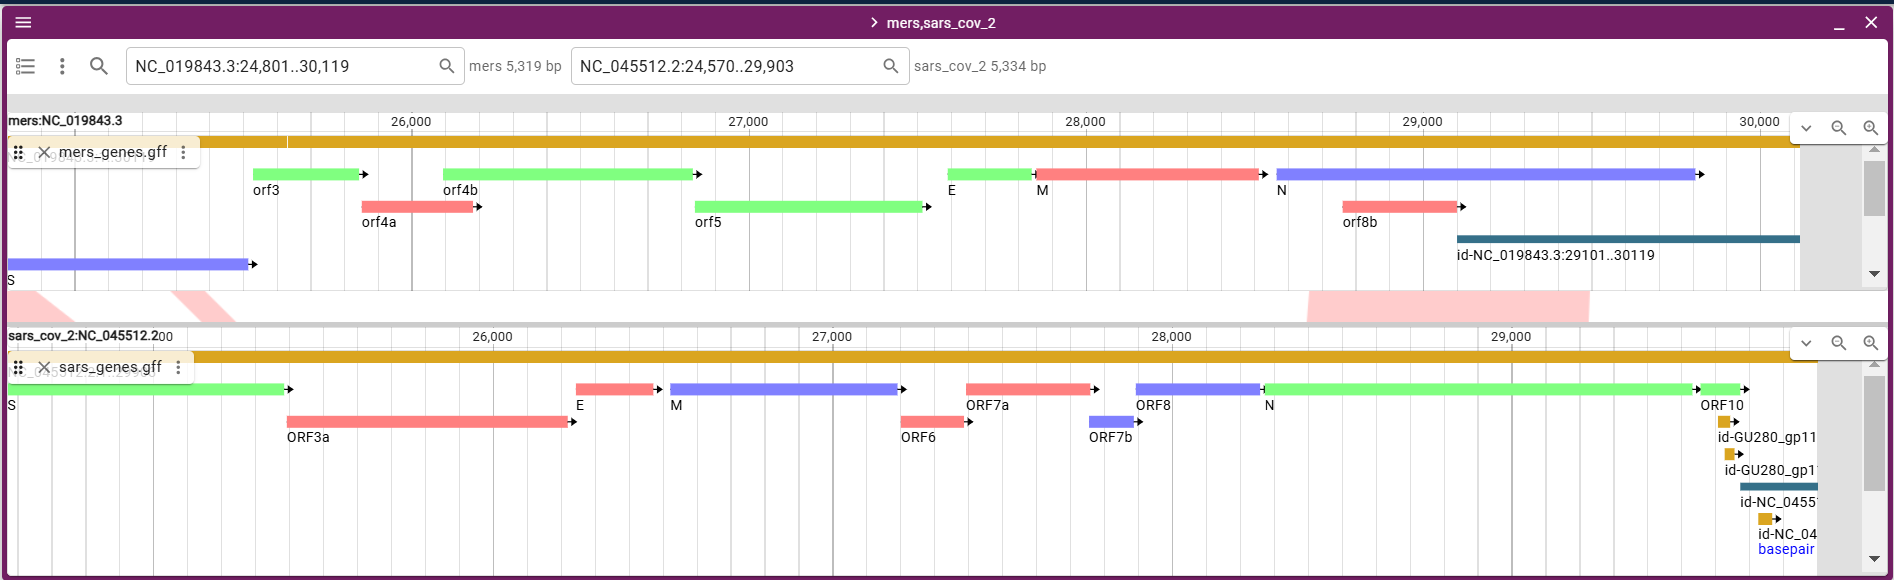 mers,sars_cov_2
NC_019843.3:24,801..30,119 mers 5,319 bp NC_045512.2:24,570..29,903 sars_cov_2 5,334 bp
mers:NC_019843.3 26,000 27,000 28,000 29,000 30,000
mers_genes.gff
orf3 orf4b E M N
orf4a orf5 orf8b
id-NC_019843.3:29101..30119
S
sars_cov_2:NC_045512.2 00 26,000 27,000 28,000 29,000
sars_genes.gff
S E M ORF7a ORF8 N ORF10
ORF3a ORF6 ORF7b id-GU280_gp11
id-GU280_gp1
id-NC_0455
id-NC_04
basepair